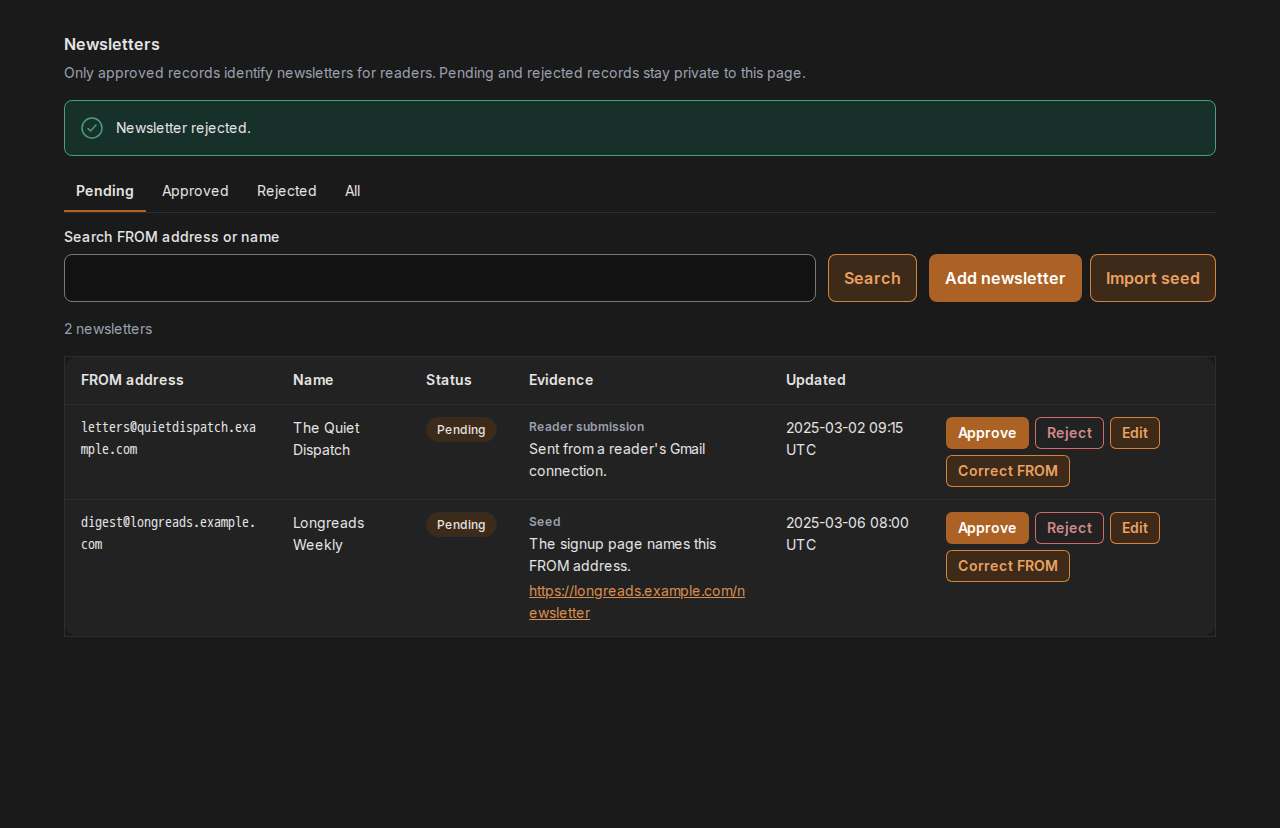 Newsletters
Only approved records identify newsletters for readers. Pending and rejected records stay private to this page.
Newsletter rejected.
Pending Approved Rejected All
Search FROM address or name
Search Add newsletter Import seed
2 newsletters
FROM address Name Status Evidence Updated
letters@quietdispatch.exa
mple.com
The Quiet
Dispatch
Pending
Reader submission
Sent from a reader's Gmail
connection.
2025-03-02 09:15
UTC
Approve Reject Edit
Correct FROM
digest@longreads.example.
com
Longreads
Weekly
Pending
Seed
The signup page names this
FROM address.
https://longreads.example.com/n
ewsletter
2025-03-06 08:00
UTC
Approve Reject Edit
Correct FROM